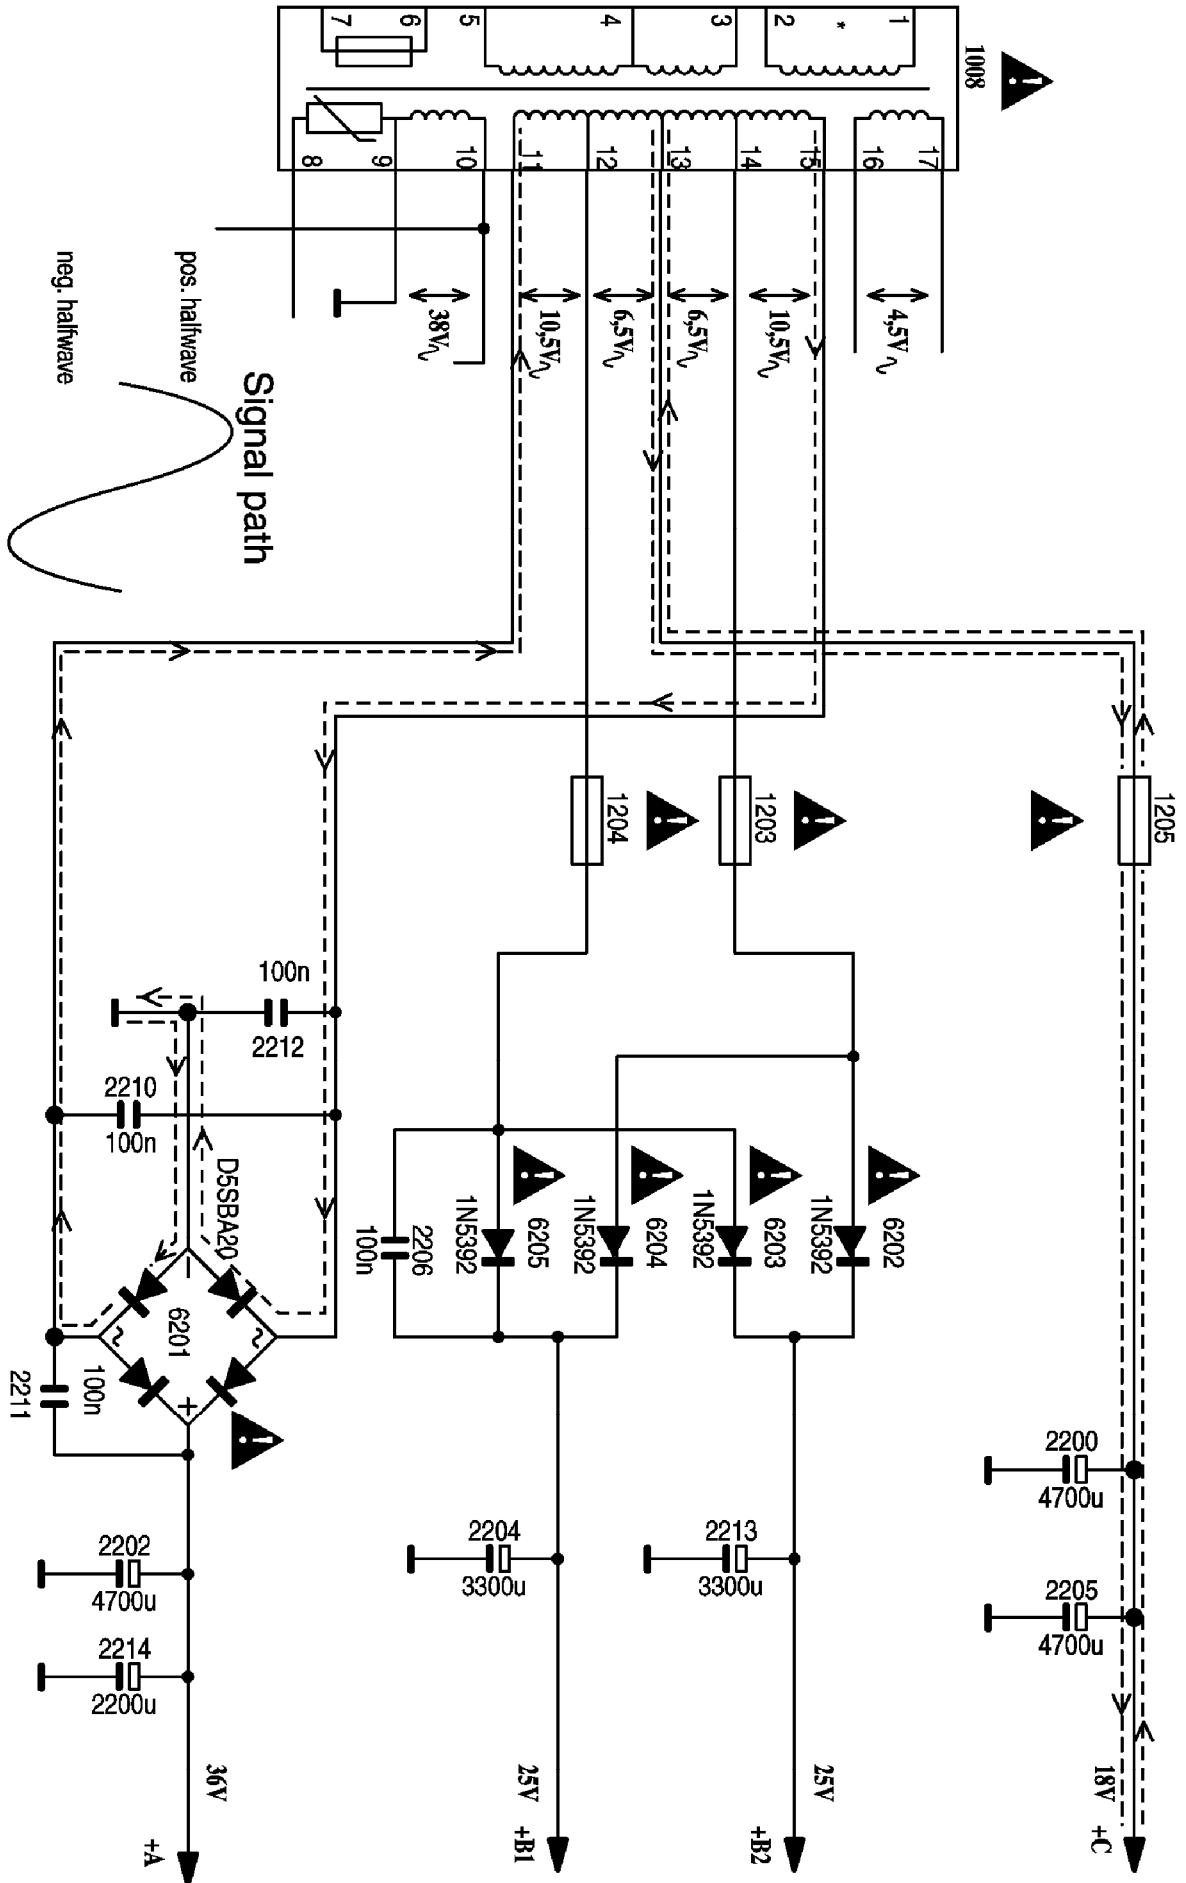 1008
1
*
2
3
4
5
6
7
17
16
15
14
13
12
11
10
9
8
4,5V
10,5V
6,5V
6,5V
10,5V
38V
Signal path
pos. halfwave
neg. halfwave
1205
1203
1204
2200
4700u
2205
4700u
18V
+C
6202
1N5392
6203
1N5392
6204
1N5392
6205
1N5392
2206
100n
2213
3300u
25V
+B2
2204
3300u
25V
+B1
100n
2212
2210
100n
D5SBA20
6201
~
~
−
+
100n
2211
2202
4700u
2214
2200u
36V
+A